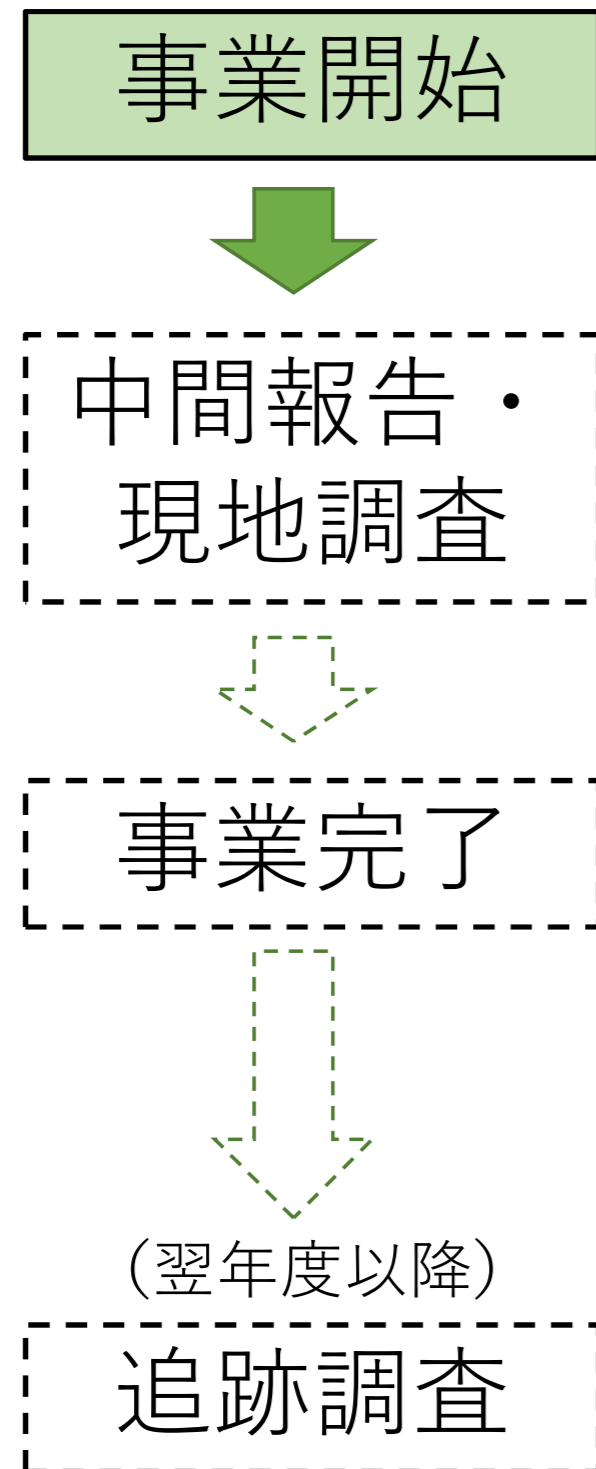 事業開始
中間報告・
現地調査
事業完了
（翌年度以降）
追跡調査